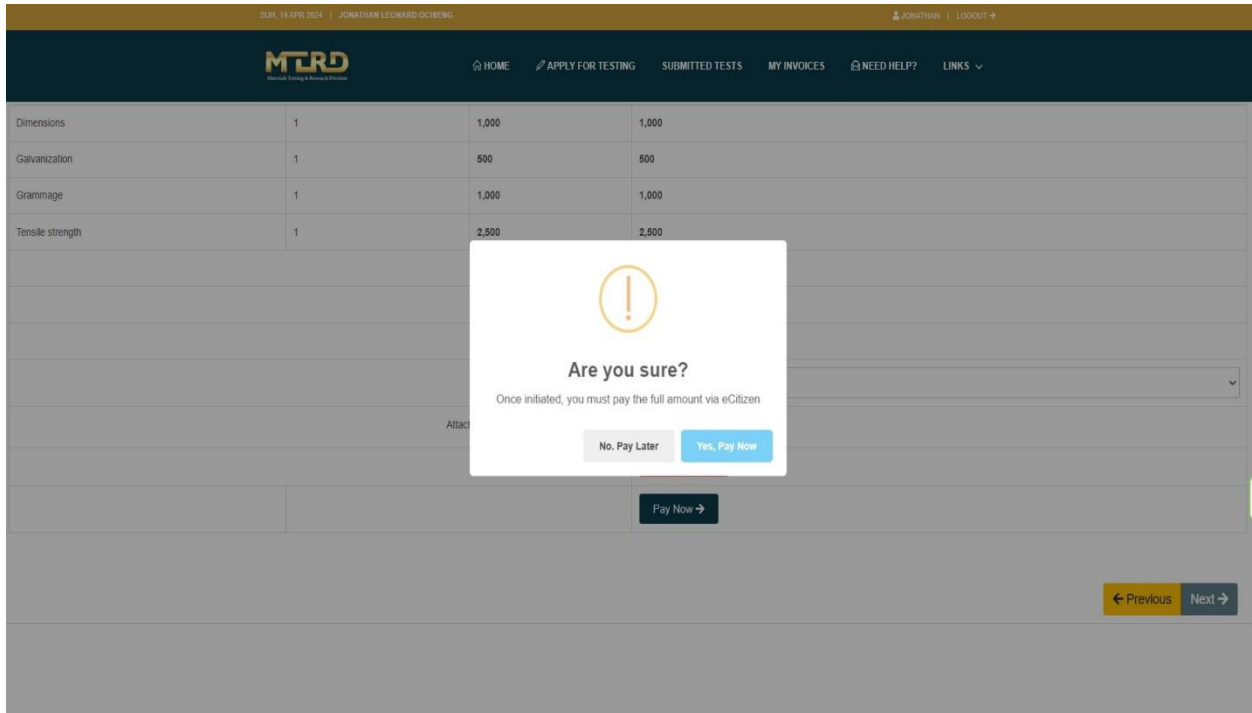 SUN, 14 APR 2024 | JONATHAN LEONARD OCHIENG
JONATHAN | LOGOUT
MTRD
Materials Testing & Research Division
HOME APPLY FOR TESTING SUBMITTED TESTS MY INVOICES NEED HELP? LINKS
Dimensions 1 1,000 1,000
Galvanization 1 500 500
Grammage 1 1,000 1,000
Tensile strength 1 2,500 2,500
Are you sure?
Once initiated, you must pay the full amount via eCitizen
No. Pay Later Yes, Pay Now
Pay Now
Previous Next